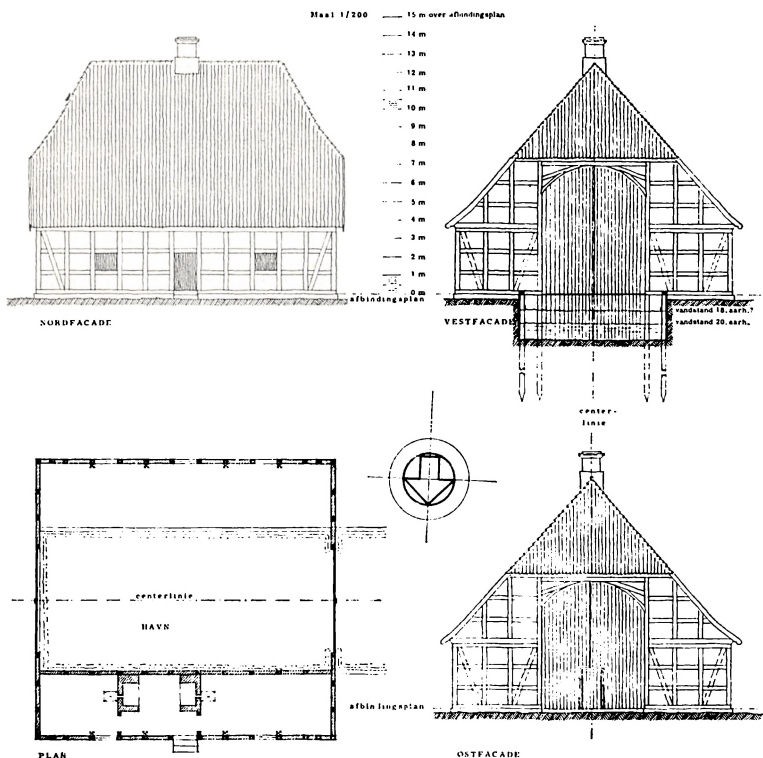 Maal 1/200
15 m over afbindingsplan
14 m
13 m
12 m
11 m
10 m
9 m
8 m
7 m
6 m
5 m
4 m
3 m
2 m
1 m
0 m
afbindingsplan
NORDFACADE
VESTFACADE
vandstand 18. aarh.?
vandstand 20. aarh.
center-
linie
centerlinie
HAVN
afbindingsplan
PLAN
OSTFACADE